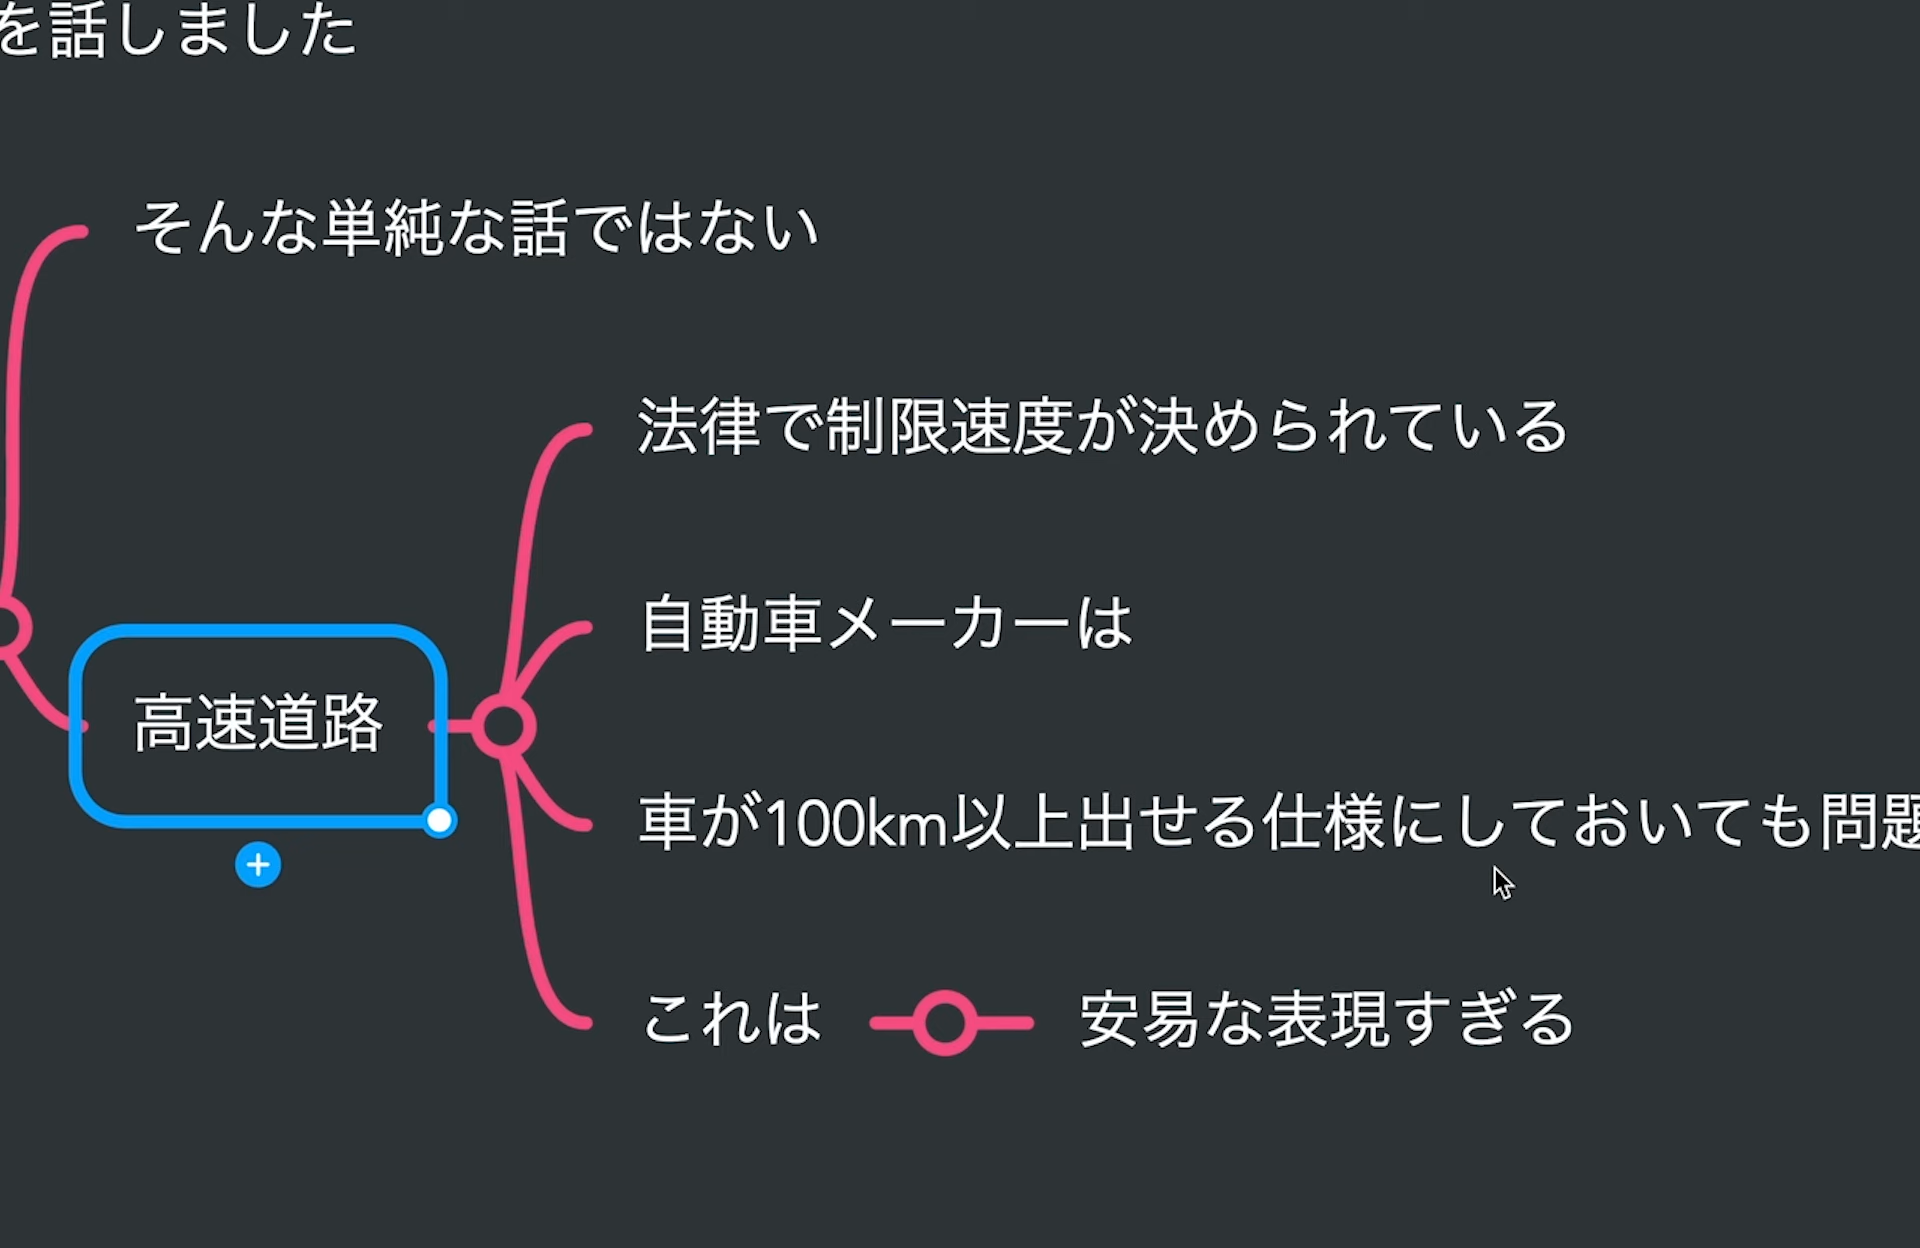 を話しました
そんな単純な話ではない
法律で制限速度が決められている
自動車メーカーは
高速道路
車が100km以上出せる仕様にしておいても問題
これは
安易な表現すぎる